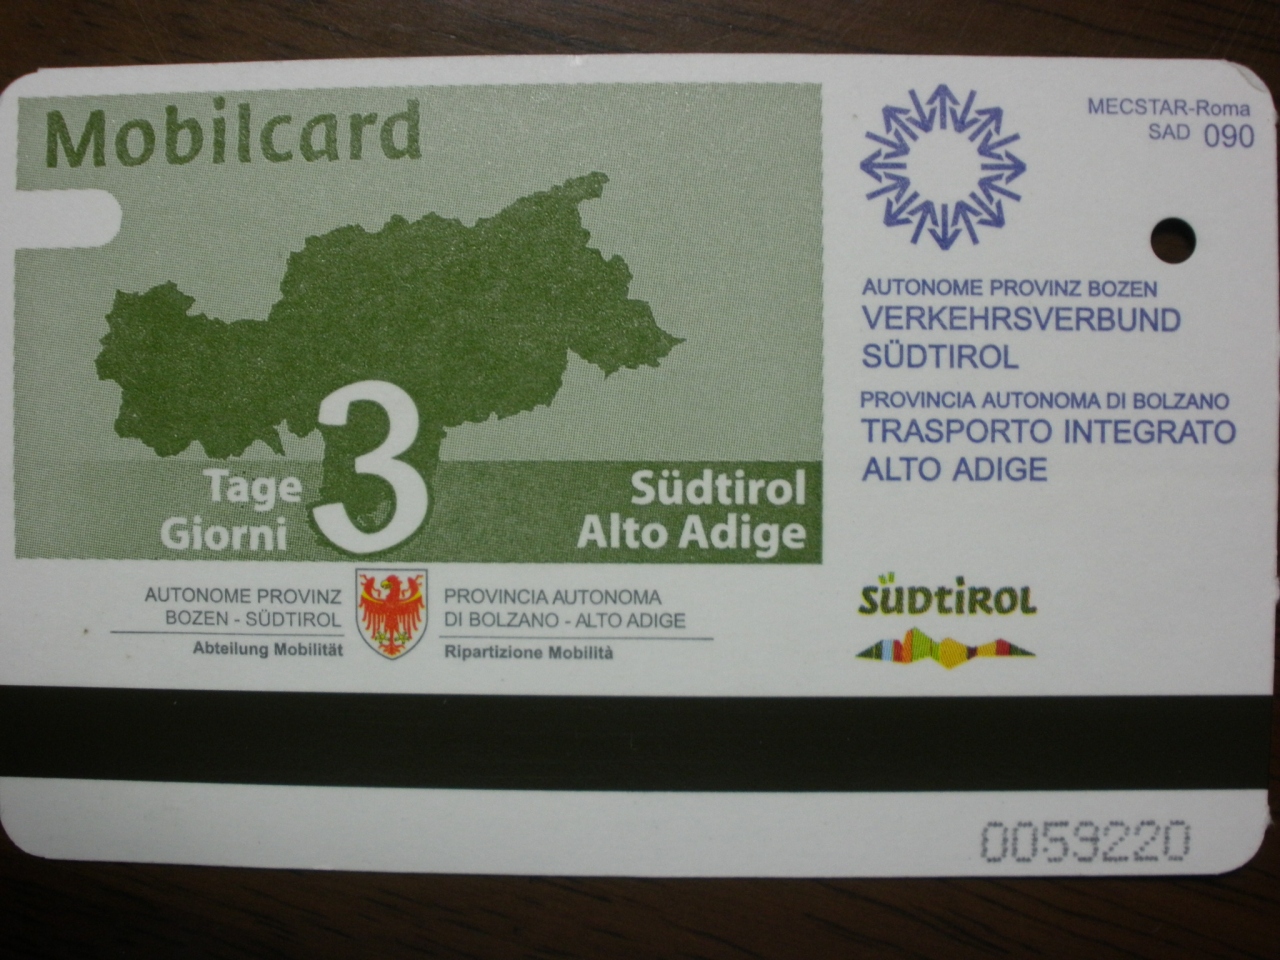 Mobilcard
Tage
Giorni
3
Südtirol
Alto Adige
AUTONOME PROVINZ
BOZEN - SÜDTIROL
Abteilung Mobilität
PROVINCIA AUTONOMA
DI BOLZANO - ALTO ADIGE
Ripartizione Mobilità
MECSTAR-Roma
SAD 090
AUTONOME PROVINZ BOZEN
VERKEHRSVERBUND
SÜDTIROL
PROVINCIA AUTONOMA DI BOLZANO
TRASPORTO INTEGRATO
ALTO ADIGE
SÜDTiROL
0059220